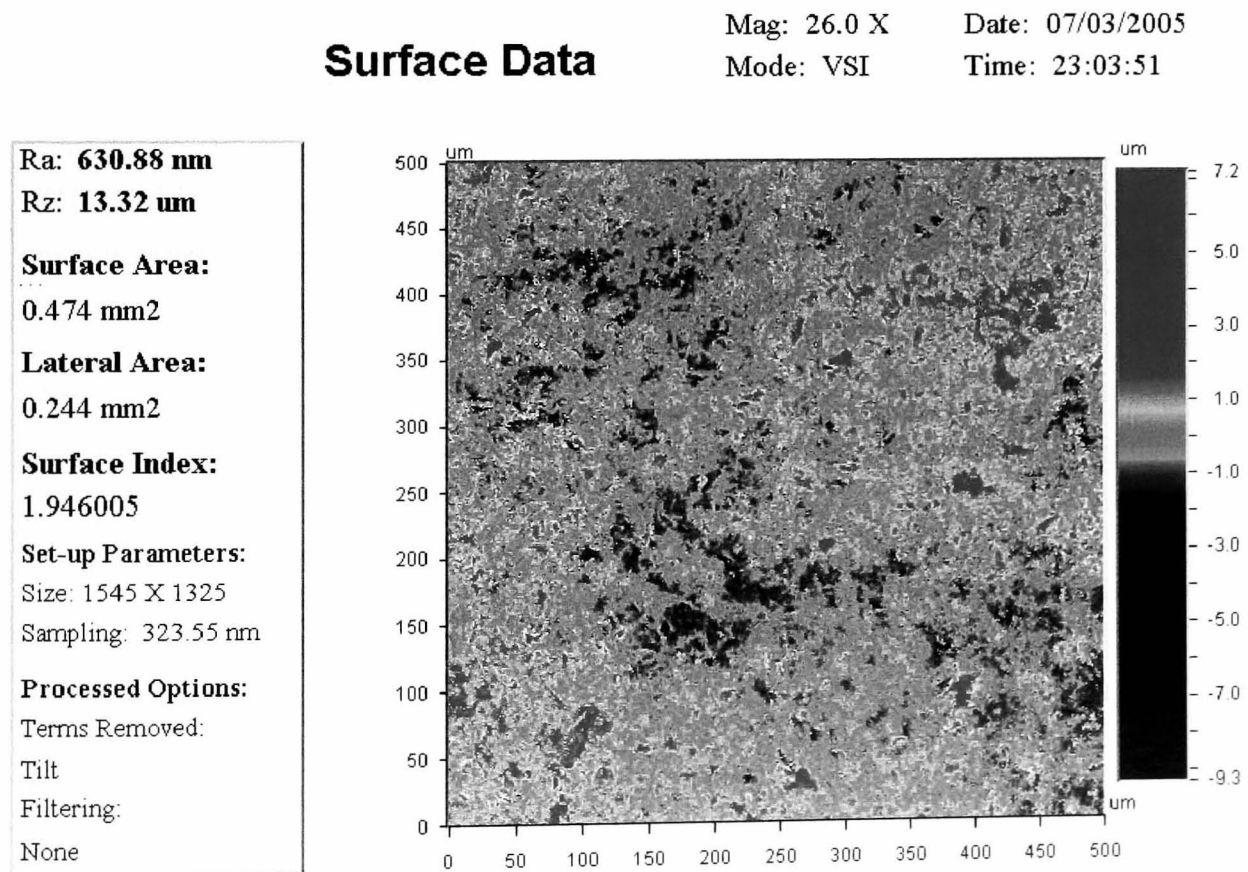 Surface Data
Mag: 26.0 X
Date: 07/03/2005
Mode: VSI
Time: 23:03:51
Ra: 630.88 nm
Rz: 13.32 um
Surface Area:
0.474 mm2
Lateral Area:
0.244 mm2
Surface Index:
1.946005
Set-up Parameters:
Size: 1545 X 1325
Sampling: 323.55 nm
Processed Options:
Terms Removed:
Tilt
Filtering:
None
um
500
450
400
350
300
250
200
150
100
50
0
0 50 100 150 200 250 300 350 400 450 500
um
7.2
5.0
3.0
1.0
-1.0
-3.0
-5.0
-7.0
-9.3
um